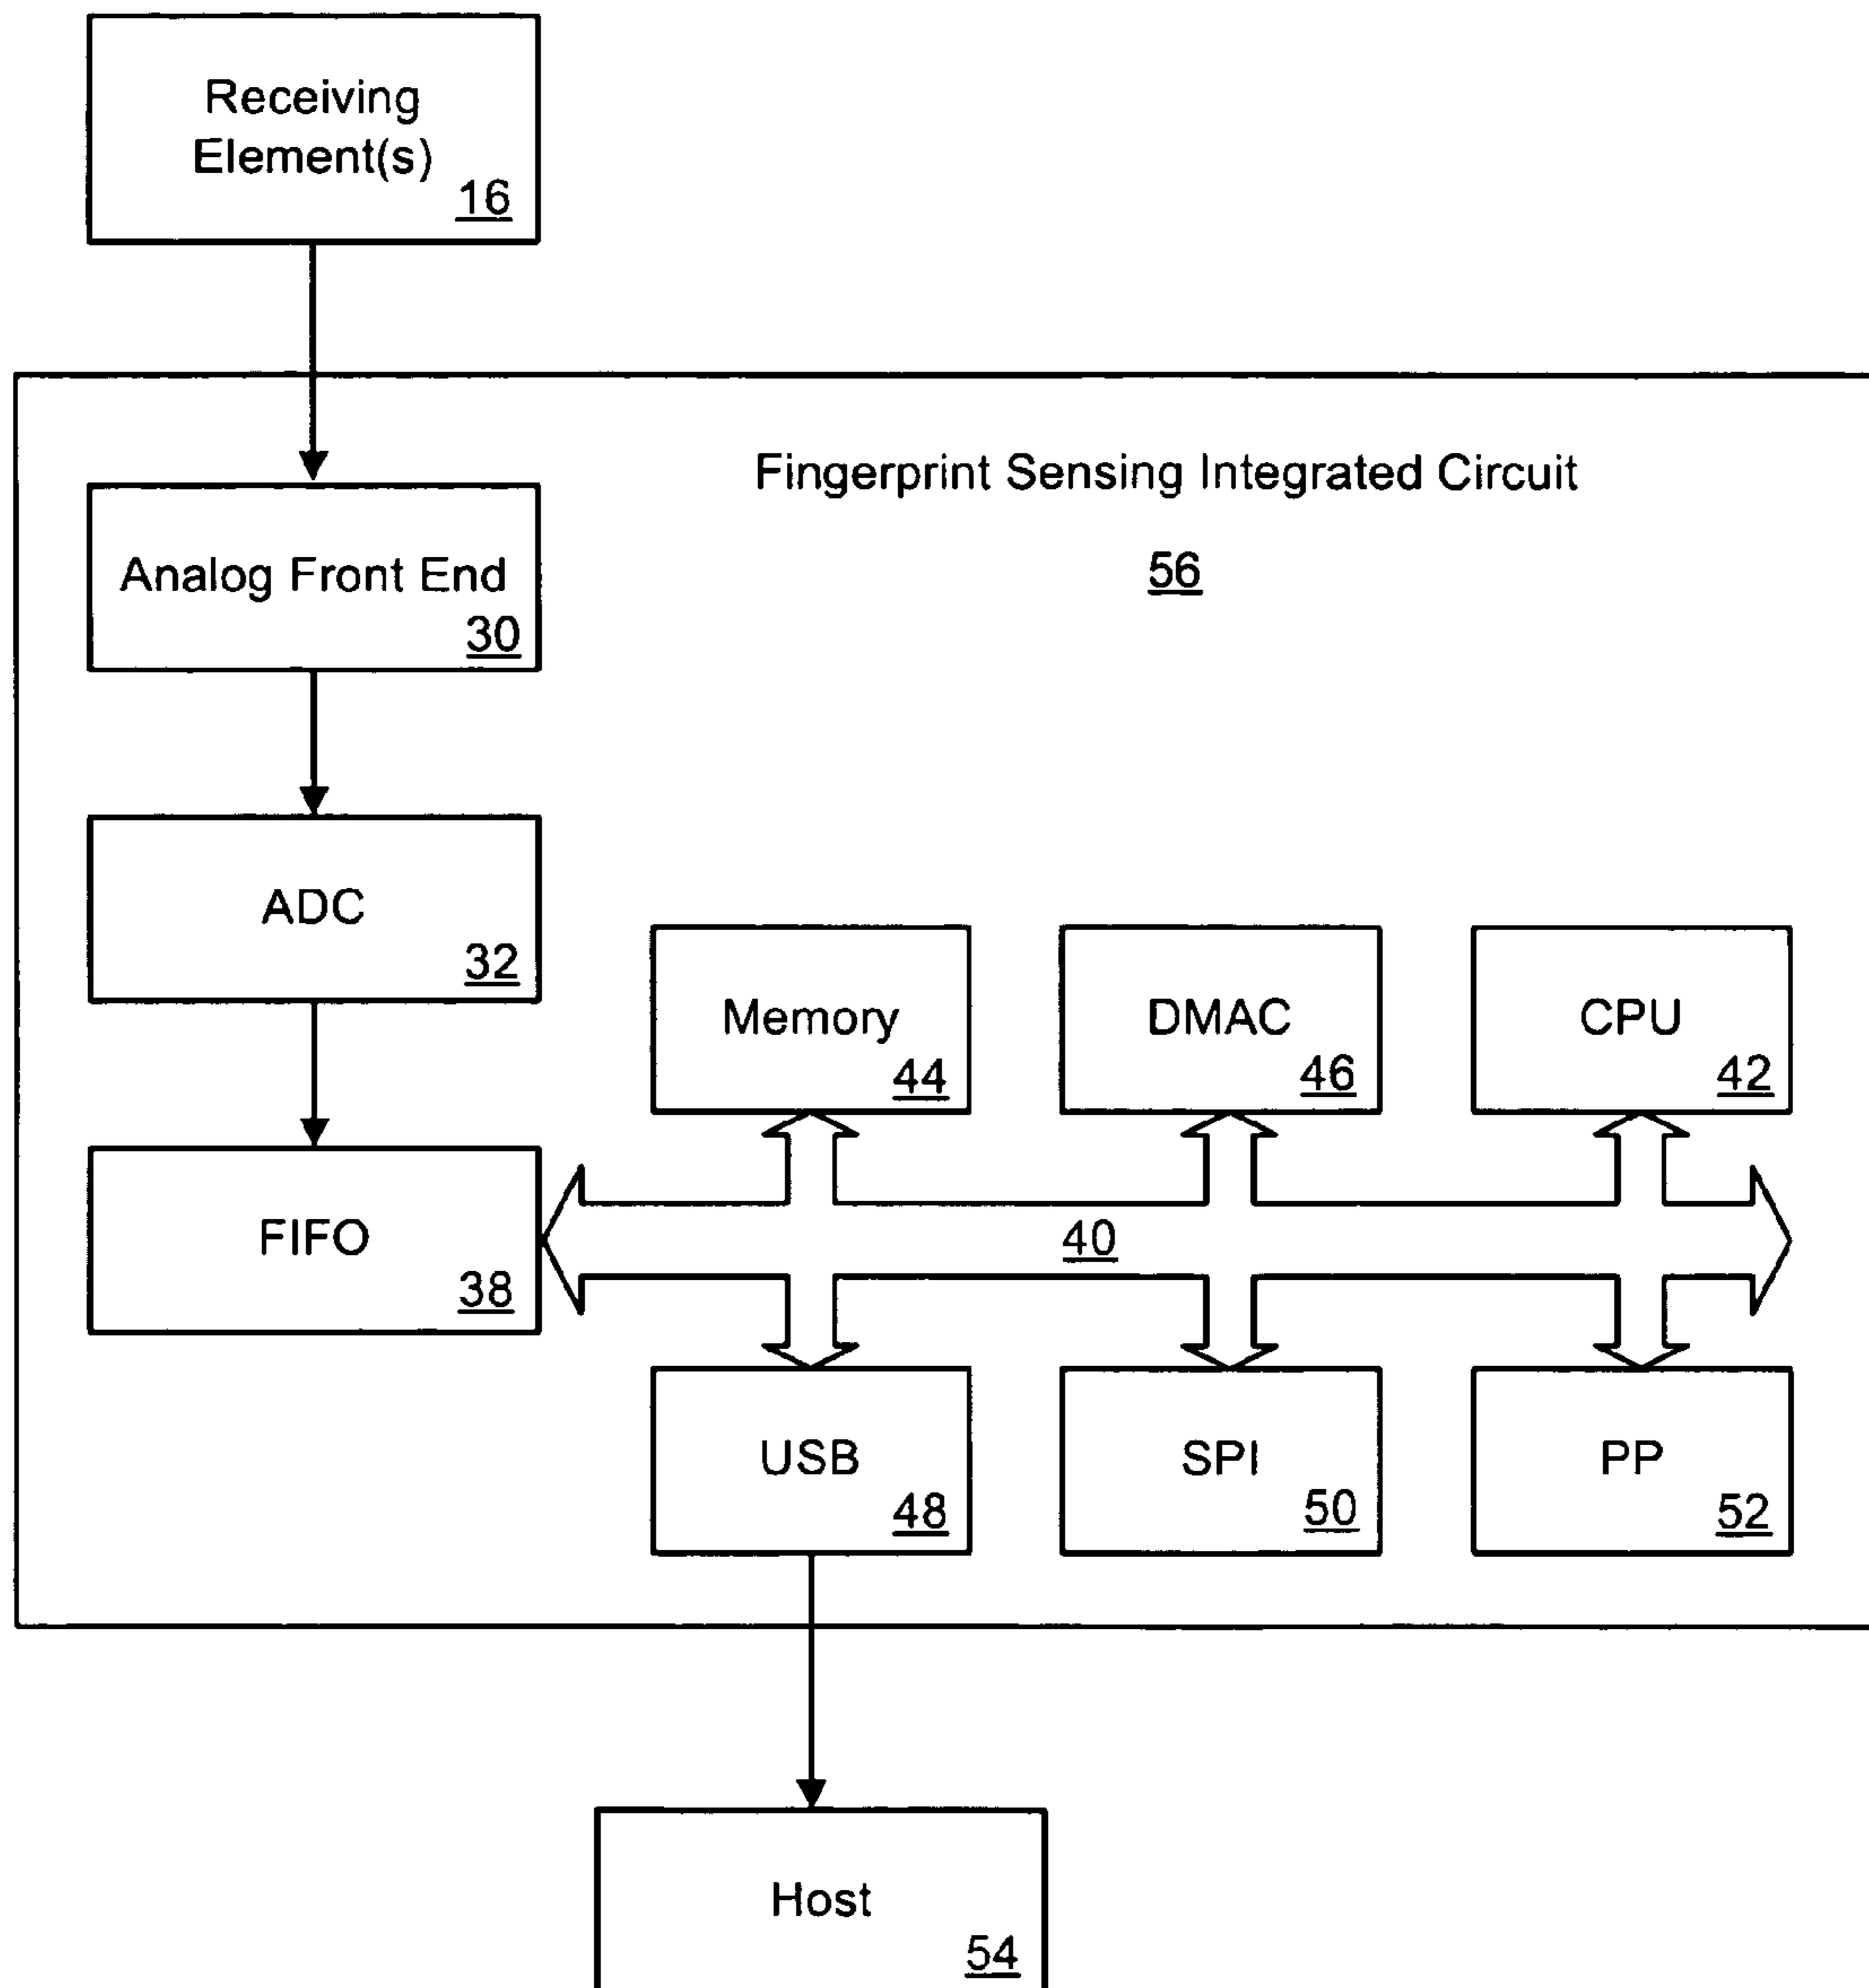 Receiving
Element(s)
16
Fingerprint Sensing Integrated Circuit
56
Analog Front End
30
ADC
32
Memory
44
DMAC
46
CPU
42
FIFO
38
40
USB
48
SPI
50
PP
52
Host
54